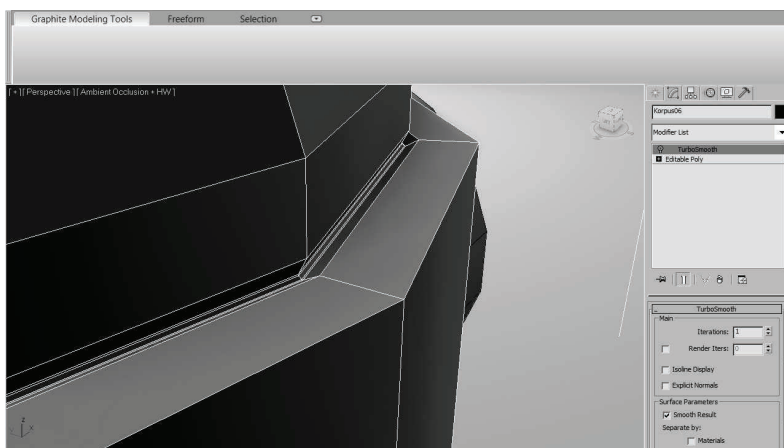 Graphite Modeling Tools Freeform Selection
[ + ] [ Perspective ] [ Ambient Occlusion + HW ]
Korpus06
Modifier List
TurboSmooth
Editable Poly
TurboSmooth
Main
Iterations: 1
Render Iters: 0
Isoline Display
Explicit Normals
Surface Parameters
Smooth Result
Separate by:
Materials
z
x